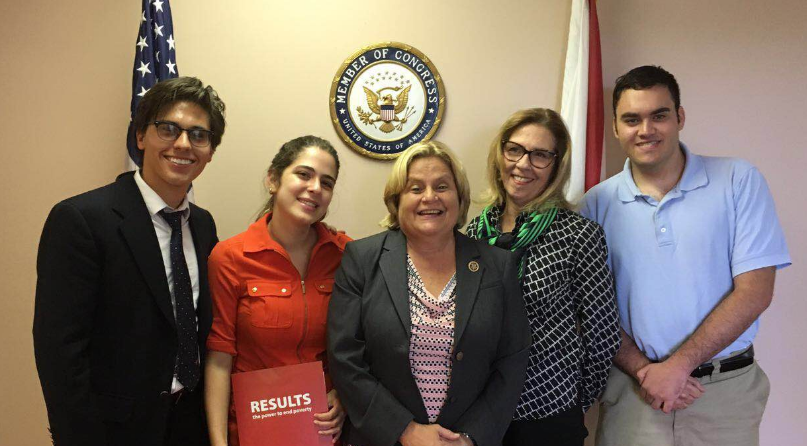 MEMBER OF CONGRESS
UNITED STATES OF AMERICA
RESULTS
the power to end poverty